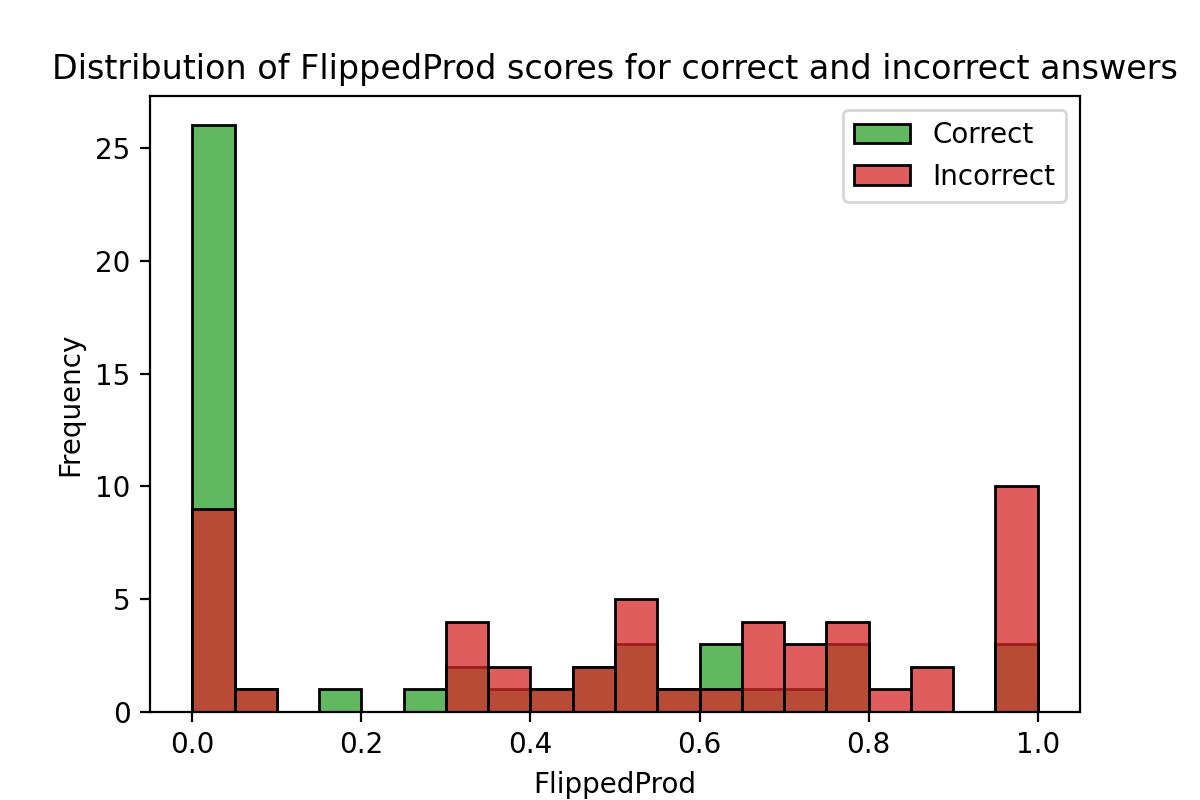 Distribution of FlippedProd scores for correct and incorrect answers
Correct
Incorrect
Frequency
25
20
15
10
5
0
0.0 0.2 0.4 0.6 0.8 1.0
FlippedProd